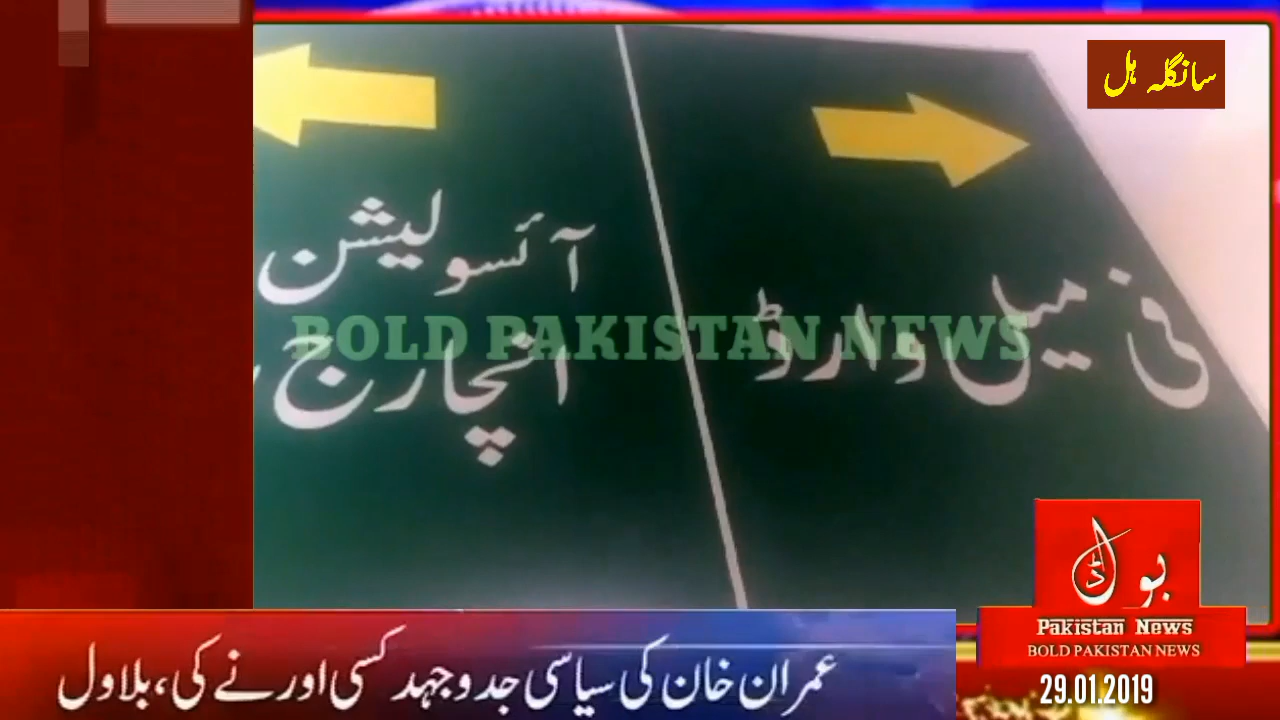 سانگلہ ہل
فی میل وارڈ
آئسولیشن
انچارج
BOLD PAKISTAN NEWS
بولڈ
Pakistan News
BOLD PAKISTAN NEWS
29.01.2019
عمران خان کی سیاسی جدوجہد کسی اور نے کی، بلاول